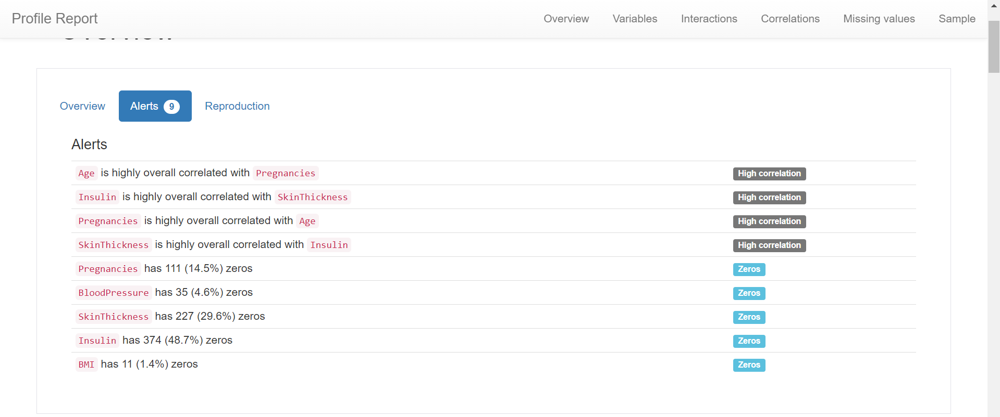 Profile Report Overview Variables Interactions Correlations Missing values Sample
Overview
Overview Alerts 9 Reproduction
Alerts
Age is highly overall correlated with Pregnancies High correlation
Insulin is highly overall correlated with SkinThickness High correlation
Pregnancies is highly overall correlated with Age High correlation
SkinThickness is highly overall correlated with Insulin High correlation
Pregnancies has 111 (14.5%) zeros Zeros
BloodPressure has 35 (4.6%) zeros Zeros
SkinThickness has 227 (29.6%) zeros Zeros
Insulin has 374 (48.7%) zeros Zeros
BMI has 11 (1.4%) zeros Zeros